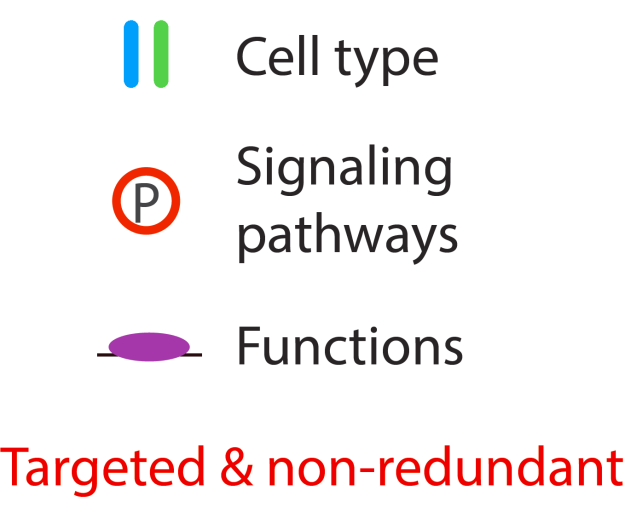 Cell type
Signaling
P
pathways
Functions
Targeted & non-redundant